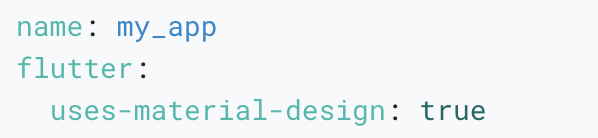 name: my_app
flutter:
  uses-material-design: true